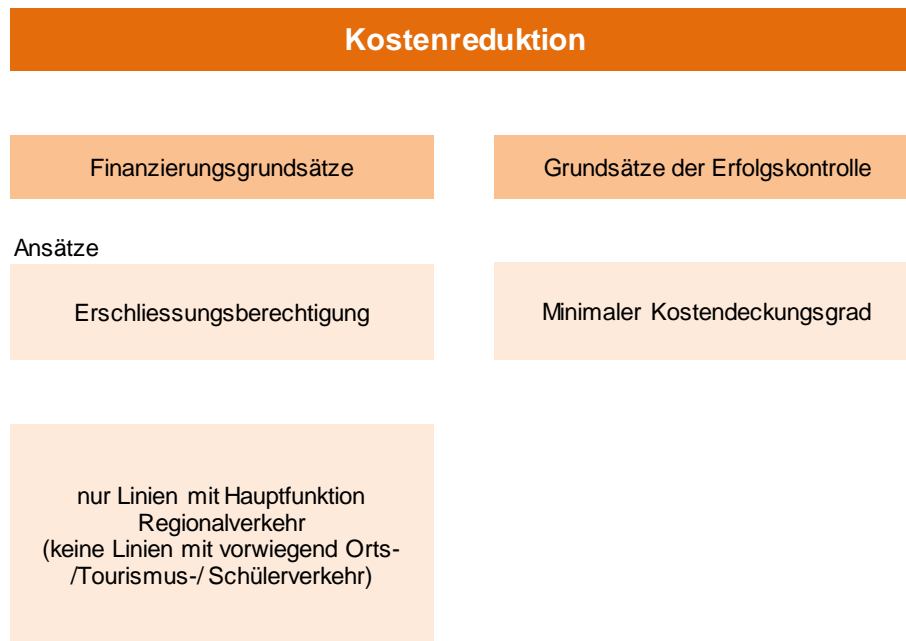 Kostenreduktion
Finanzierungsgrundsätze
Grundsätze der Erfolgskontrolle
Ansätze
Erschliessungsberechtigung
Minimaler Kostendeckungsgrad
nur Linien mit Hauptfunktion
Regionalverkehr
(keine Linien mit vorwiegend Orts-
/Tourismus-/ Schülerverkehr)